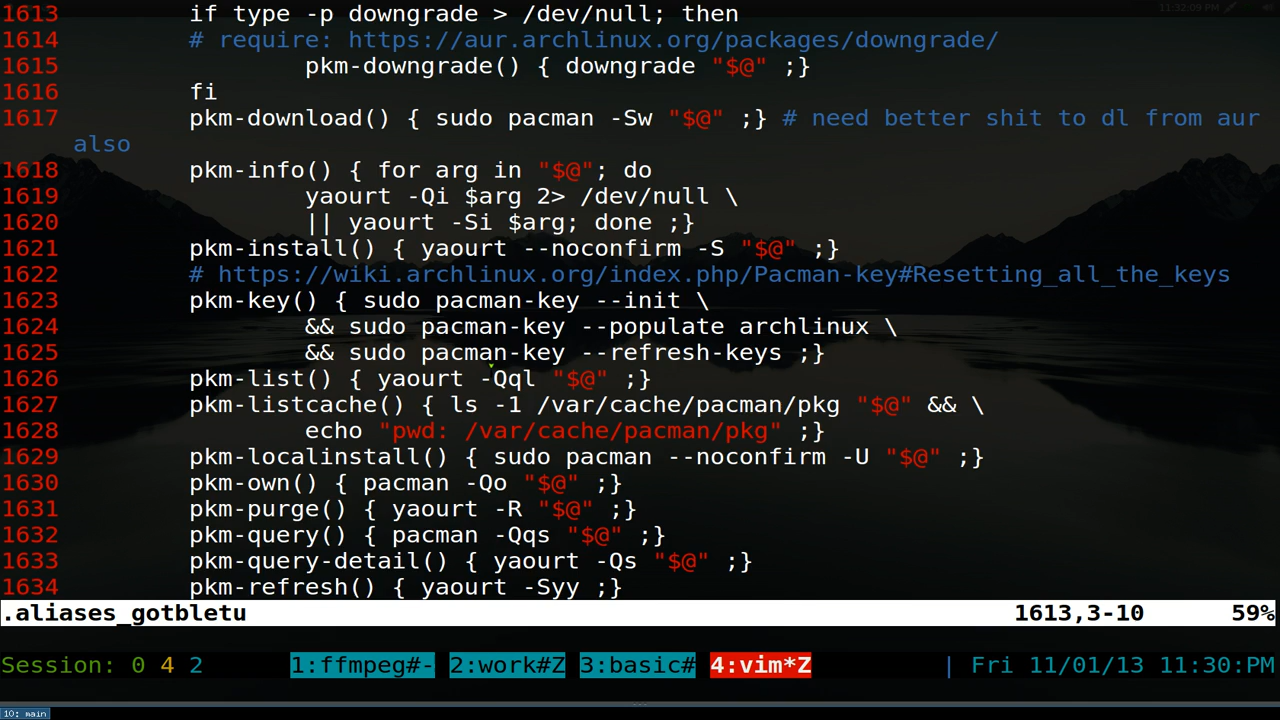 11:32:09 PM
1613 if type -p downgrade > /dev/null; then
1614 # require: https://aur.archlinux.org/packages/downgrade/
1615 pkm-downgrade() { downgrade "$@" ;}
1616 fi
1617 pkm-download() { sudo pacman -Sw "$@" ;} # need better shit to dl from aur
also
1618 pkm-info() { for arg in "$@"; do
1619 yaourt -Qi $arg 2> /dev/null \
1620 || yaourt -Si $arg; done ;}
1621 pkm-install() { yaourt --noconfirm -S "$@" ;}
1622 # https://wiki.archlinux.org/index.php/Pacman-key#Resetting_all_the_keys
1623 pkm-key() { sudo pacman-key --init \
1624 && sudo pacman-key --populate archlinux \
1625 && sudo pacman-key --refresh-keys ;}
1626 pkm-list() { yaourt -Qql "$@" ;}
1627 pkm-listcache() { ls -1 /var/cache/pacman/pkg "$@" && \
1628 echo "pwd: /var/cache/pacman/pkg" ;}
1629 pkm-localinstall() { sudo pacman --noconfirm -U "$@" ;}
1630 pkm-own() { pacman -Qo "$@" ;}
1631 pkm-purge() { yaourt -R "$@" ;}
1632 pkm-query() { pacman -Qqs "$@" ;}
1633 pkm-query-detail() { yaourt -Qs "$@" ;}
1634 pkm-refresh() { yaourt -Syy ;}
.aliases_gotbletu 1613,3-10 59%
Session: 0 4 2 1:ffmpeg#- 2:work#Z 3:basic# 4:vim*Z | Fri 11/01/13 11:30:PM
10: main